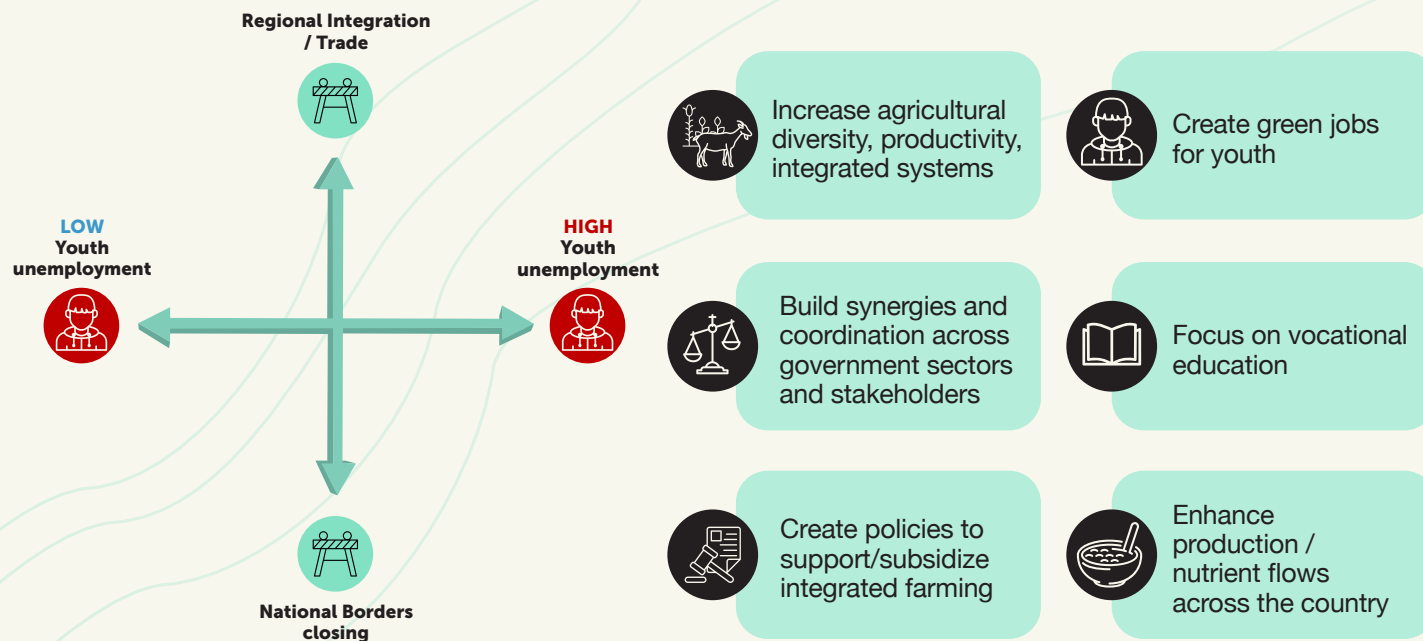 Regional Integration
/ Trade
LOW
Youth
unemployment
HIGH
Youth
unemployment
National Borders
closing
Increase agricultural
diversity, productivity,
integrated systems
Create green jobs
for youth
Build synergies and
coordination across
government sectors
and stakeholders
Focus on vocational
education
Create policies to
support/subsidize
integrated farming
Enhance
production /
nutrient flows
across the country